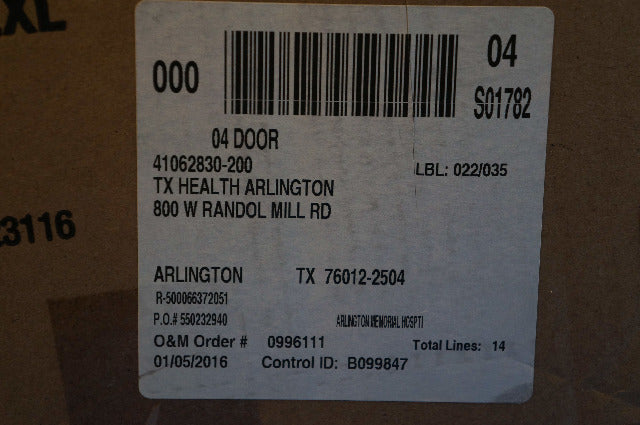 XXL
000
04
S01782
04 DOOR
41062830-200
LBL: 022/035
TX HEALTH ARLINGTON
800 W RANDOL MILL RD
3116
ARLINGTON TX 76012-2504
R-500066372051
P.O.# 550232940 ARLINGTON MEMORIAL HOSPTI
O&M Order # 0996111 Total Lines: 14
01/05/2016 Control ID: B099847